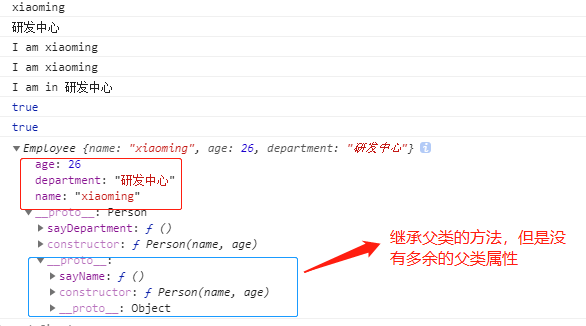 xiaoming
研发中心
I am xiaoming
I am xiaoming
I am in 研发中心
true
true
▼Employee {name: "xiaoming", age: 26, department: "研发中心"} i
age: 26
department: "研发中心"
name: "xiaoming"
▼__proto__: Person
▶sayDepartment: ƒ ()
▶constructor: ƒ Person(name, age)
▼__proto__:
▶sayName: ƒ ()
▶constructor: ƒ Person(name, age)
▶__proto__: Object
继承父类的方法，但是没
有多余的父类属性